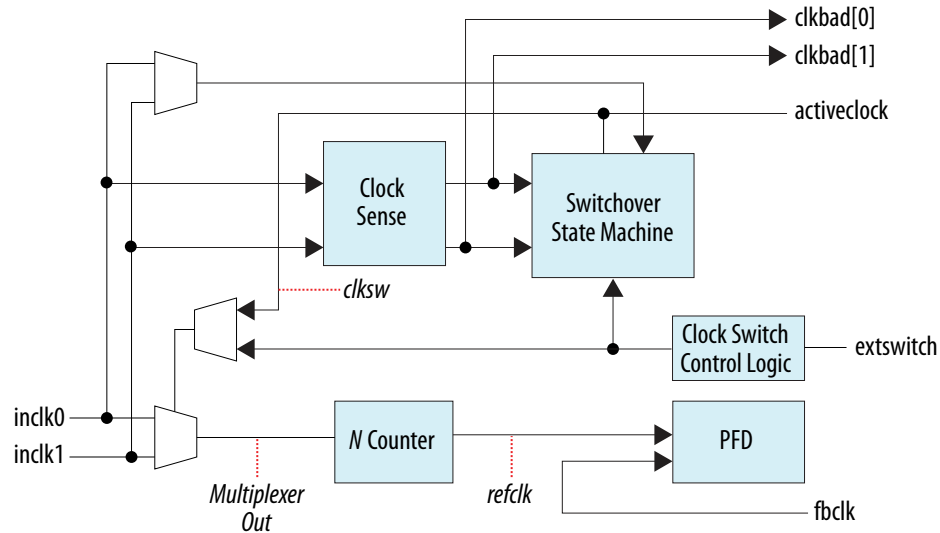 clkbad[0]
clkbad[1]
activeclock
Clock
Sense
Switchover
State Machine
clksw
Clock Switch
Control Logic
extswitch
inclk0
inclk1
N Counter
PFD
Multiplexer
Out
refclk
fbclk